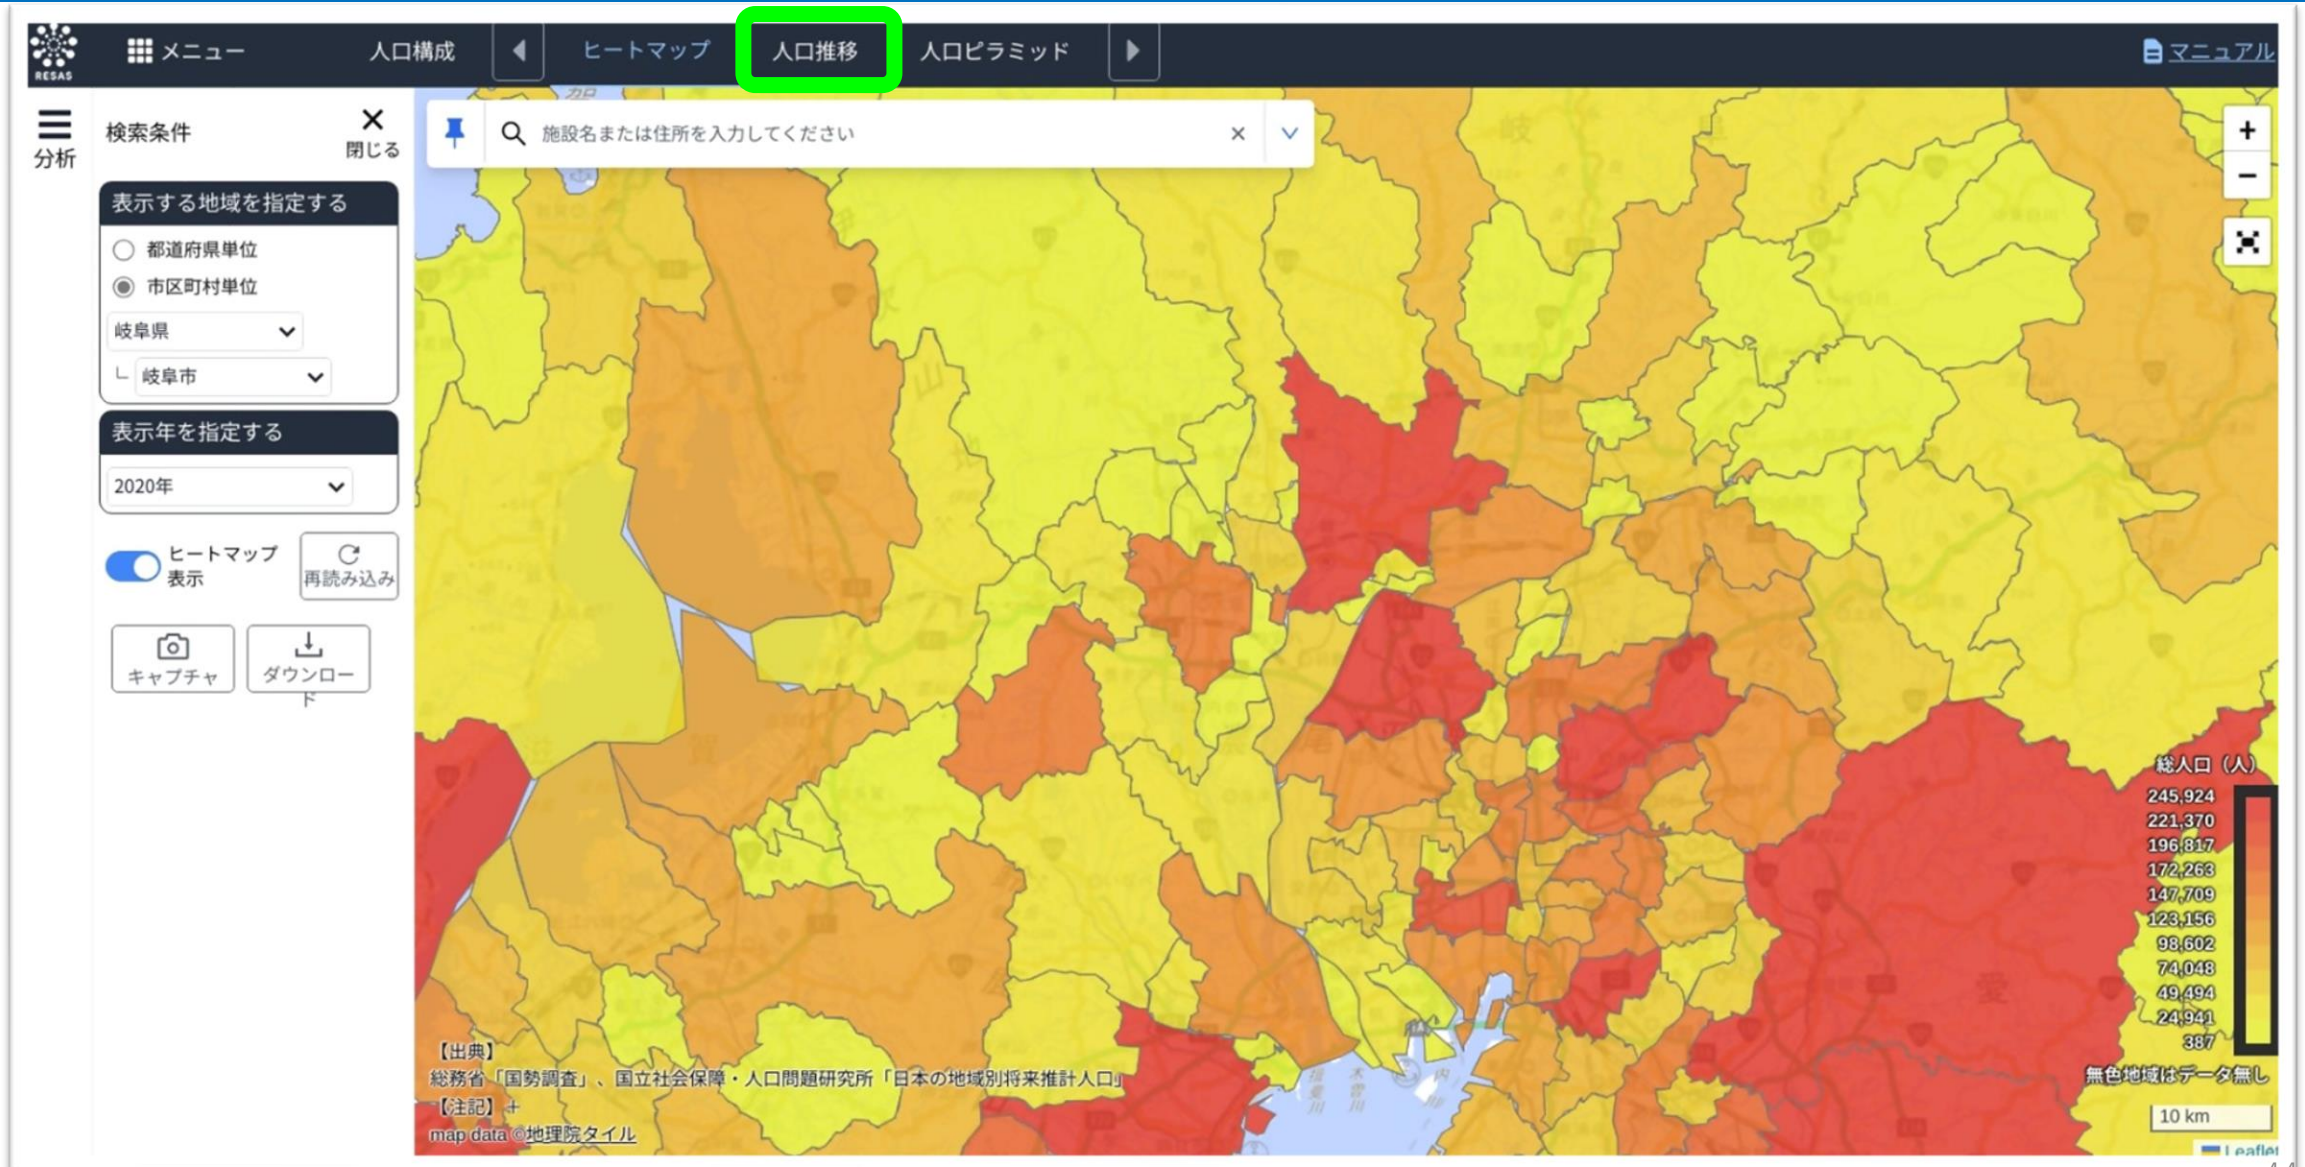 RESAS
メニュー
人口構成
ヒートマップ
人口推移
人口ピラミッド
マニュアル
分析
検索条件
閉じる
施設名または住所を入力してください
表示する地域を指定する
都道府県単位
市区町村単位
岐阜県
岐阜市
表示年を指定する
2020年
ヒートマップ
表示
再読み込み
キャプチャ
ダウンロー
ド
総人口（人）
245,924
221,370
196,817
172,263
147,709
123,156
98,602
74,048
49,494
24,941
387
無色地域はデータ無し
10 km
Leaflet
【出典】
総務省「国勢調査」、国立社会保障・人口問題研究所「日本の地域別将来推計人口」
【注記】+
map data ©地理院タイル